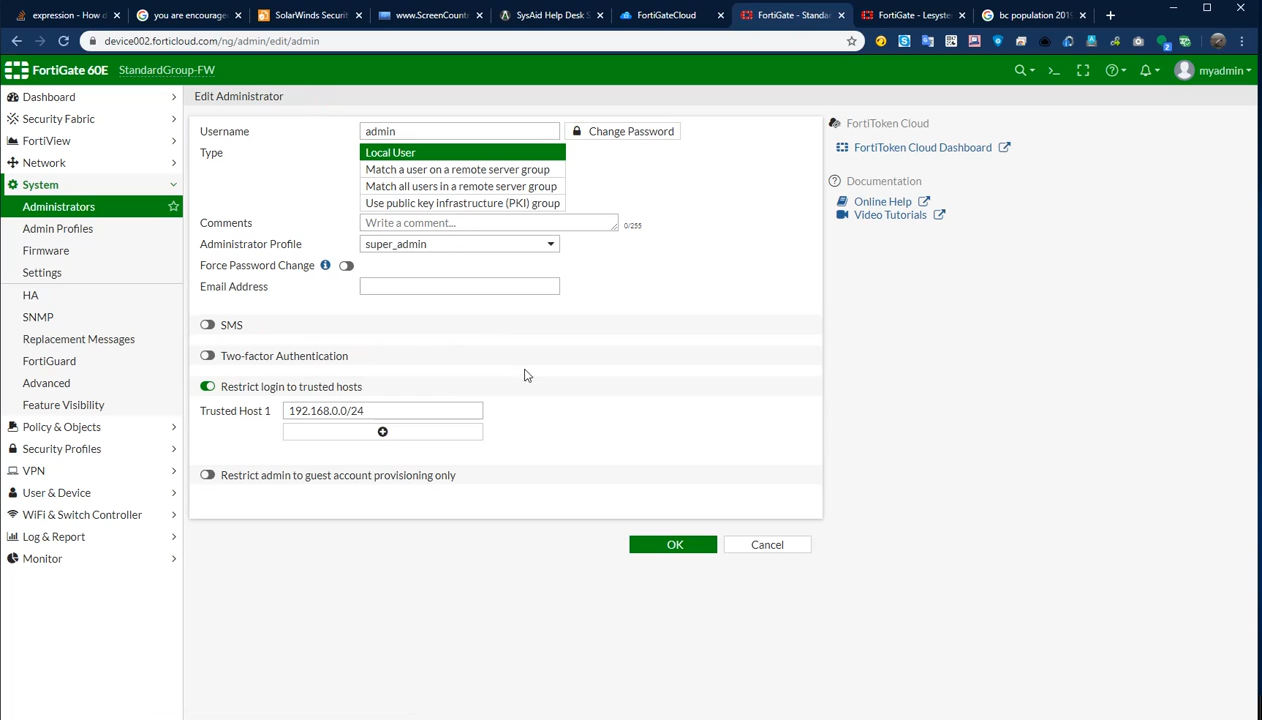 expression - How d
you are encourage
SolarWinds Securit
www.ScreenCount
SysAid Help Desk S
FortiGateCloud
FortiGate - Standa
FortiGate - Lesyste
bc population 2019
device002.forticloud.com/ng/admin/edit/admin
FortiGate 60E
StandardGroup-FW
myadmin
Dashboard
Security Fabric
FortiView
Network
System
Administrators
Admin Profiles
Firmware
Settings
HA
SNMP
Replacement Messages
FortiGuard
Advanced
Feature Visibility
Policy & Objects
Security Profiles
VPN
User & Device
WiFi & Switch Controller
Log & Report
Monitor
Edit Administrator
Username admin Change Password
Type Local User
Match a user on a remote server group
Match all users in a remote server group
Use public key infrastructure (PKI) group
Comments Write a comment... 0/255
Administrator Profile super_admin
Force Password Change
Email Address
SMS
Two-factor Authentication
Restrict login to trusted hosts
Trusted Host 1 192.168.0.0/24
Restrict admin to guest account provisioning only
OK Cancel
FortiToken Cloud
FortiToken Cloud Dashboard
Documentation
Online Help
Video Tutorials